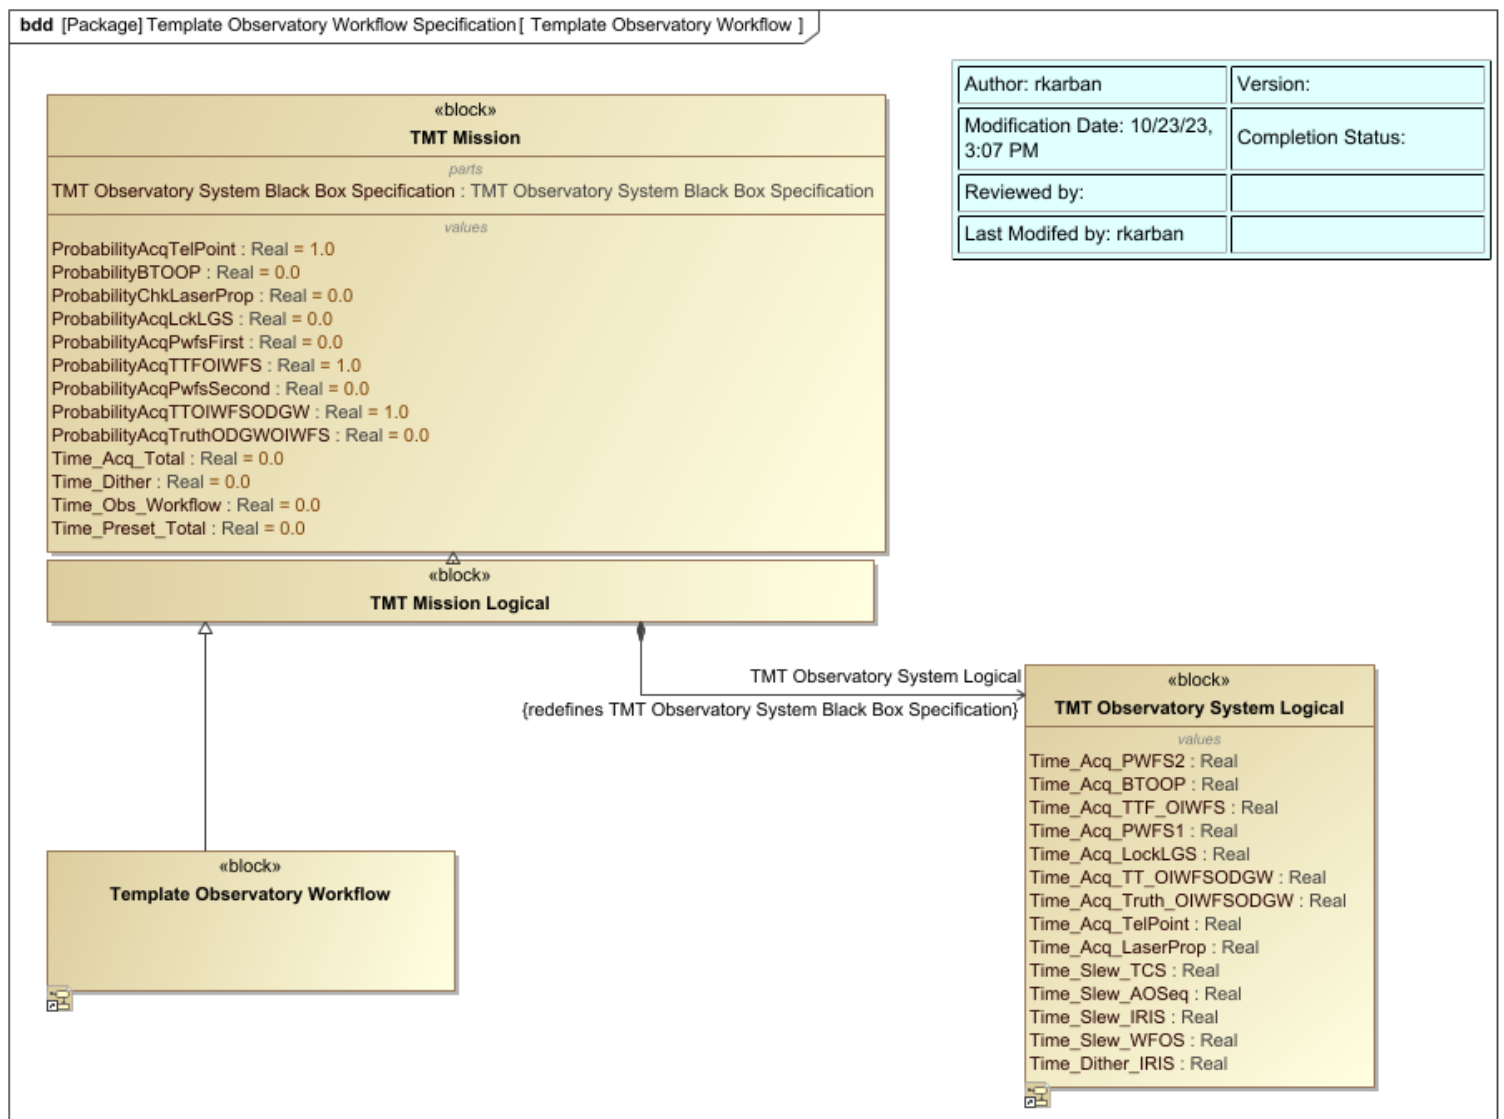 bdd [Package] Template Observatory Workflow Specification[ Template Observatory Workflow ]
Author: rkarban
Version:
Modification Date: 10/23/23,
3:07 PM
Completion Status:
Reviewed by:
Last Modifed by: rkarban
«block»
TMT Mission
parts
TMT Observatory System Black Box Specification : TMT Observatory System Black Box Specification
values
ProbabilityAcqTelPoint : Real = 1.0
ProbabilityBTOOP : Real = 0.0
ProbabilityChkLaserProp : Real = 0.0
ProbabilityAcqLckLGS : Real = 0.0
ProbabilityAcqPwfsFirst : Real = 0.0
ProbabilityAcqTTFOIWFS : Real = 1.0
ProbabilityAcqPwfsSecond : Real = 0.0
ProbabilityAcqTTOIWFSODGW : Real = 1.0
ProbabilityAcqTruthODGWOIWFS : Real = 0.0
Time_Acq_Total : Real = 0.0
Time_Dither : Real = 0.0
Time_Obs_Workflow : Real = 0.0
Time_Preset_Total : Real = 0.0
«block»
TMT Mission Logical
TMT Observatory System Logical
{redefines TMT Observatory System Black Box Specification}
«block»
TMT Observatory System Logical
values
Time_Acq_PWFS2 : Real
Time_Acq_BTOOP : Real
Time_Acq_TTF_OIWFS : Real
Time_Acq_PWFS1 : Real
Time_Acq_LockLGS : Real
Time_Acq_TT_OIWFSODGW : Real
Time_Acq_Truth_OIWFSODGW : Real
Time_Acq_TelPoint : Real
Time_Acq_LaserProp : Real
Time_Slew_TCS : Real
Time_Slew_AOSeq : Real
Time_Slew_IRIS : Real
Time_Slew_WFOS : Real
Time_Dither_IRIS : Real
«block»
Template Observatory Workflow